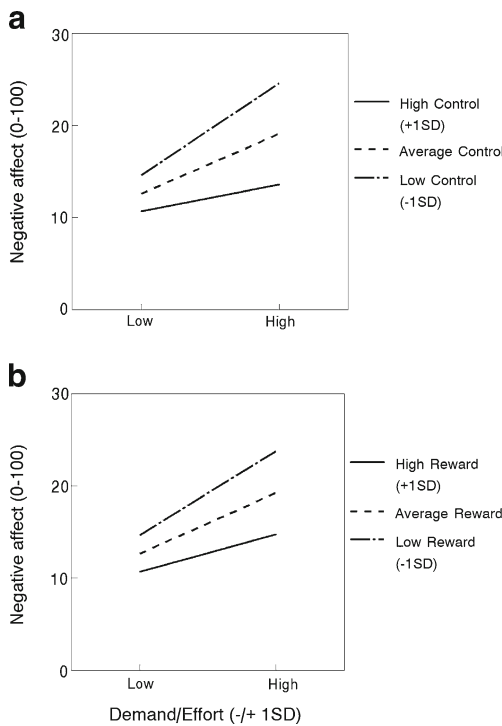 a
30
20
10
0
Negative affect (0-100)
Low
High
High Control
(+1SD)
Average Control
Low Control
(-1SD)
b
30
20
10
0
Negative affect (0-100)
Low
High
Demand/Effort (-/+ 1SD)
High Reward
(+1SD)
Average Reward
Low Reward
(-1SD)